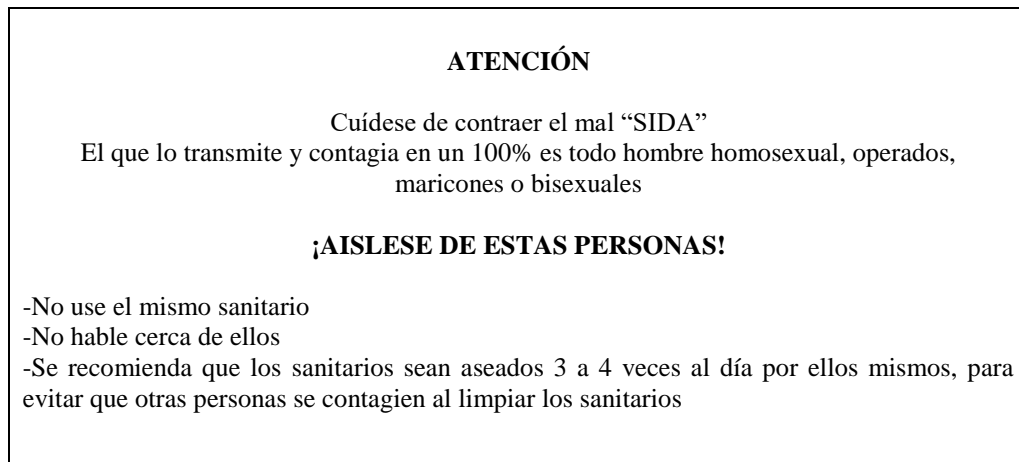 ATENCIÓN
Cuídese de contraer el mal “SIDA”
El que lo transmite y contagia en un 100% es todo hombre homosexual, operados,
maricones o bisexuales
¡AISLESE DE ESTAS PERSONAS!
-No use el mismo sanitario
-No hable cerca de ellos
-Se recomienda que los sanitarios sean aseados 3 a 4 veces al día por ellos mismos, para
evitar que otras personas se contagien al limpiar los sanitarios